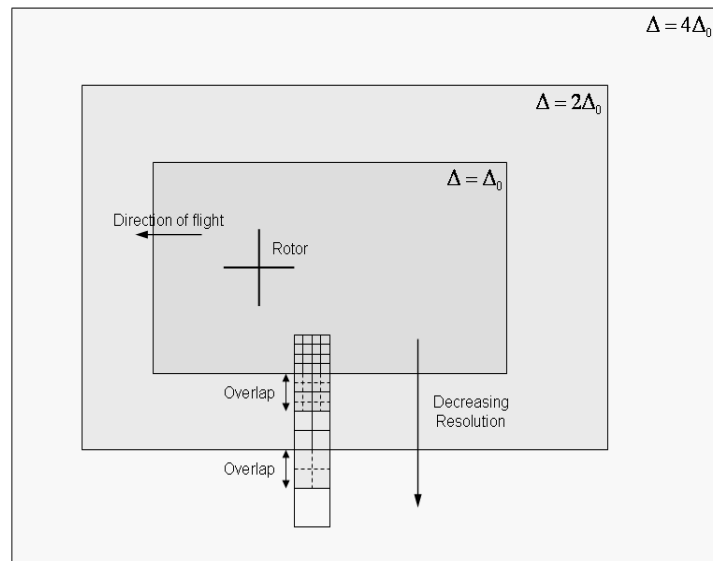 Δ = 4Δ₀
Δ = 2Δ₀
Δ = Δ₀
Direction of flight
Rotor
Overlap
Decreasing
Resolution
Overlap